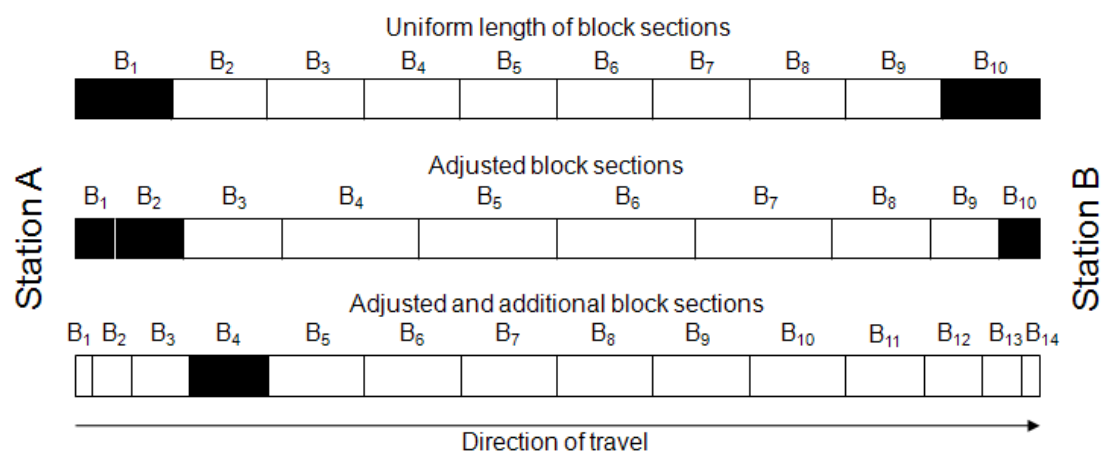 Uniform length of block sections
B₁ B₂ B₃ B₄ B₅ B₆ B₇ B₈ B₉ B₁₀
Station A
Adjusted block sections
B₁ B₂ B₃ B₄ B₅ B₆ B₇ B₈ B₉ B₁₀
Station B
Adjusted and additional block sections
B₁ B₂ B₃ B₄ B₅ B₆ B₇ B₈ B₉ B₁₀ B₁₁ B₁₂ B₁₃ B₁₄
Direction of travel